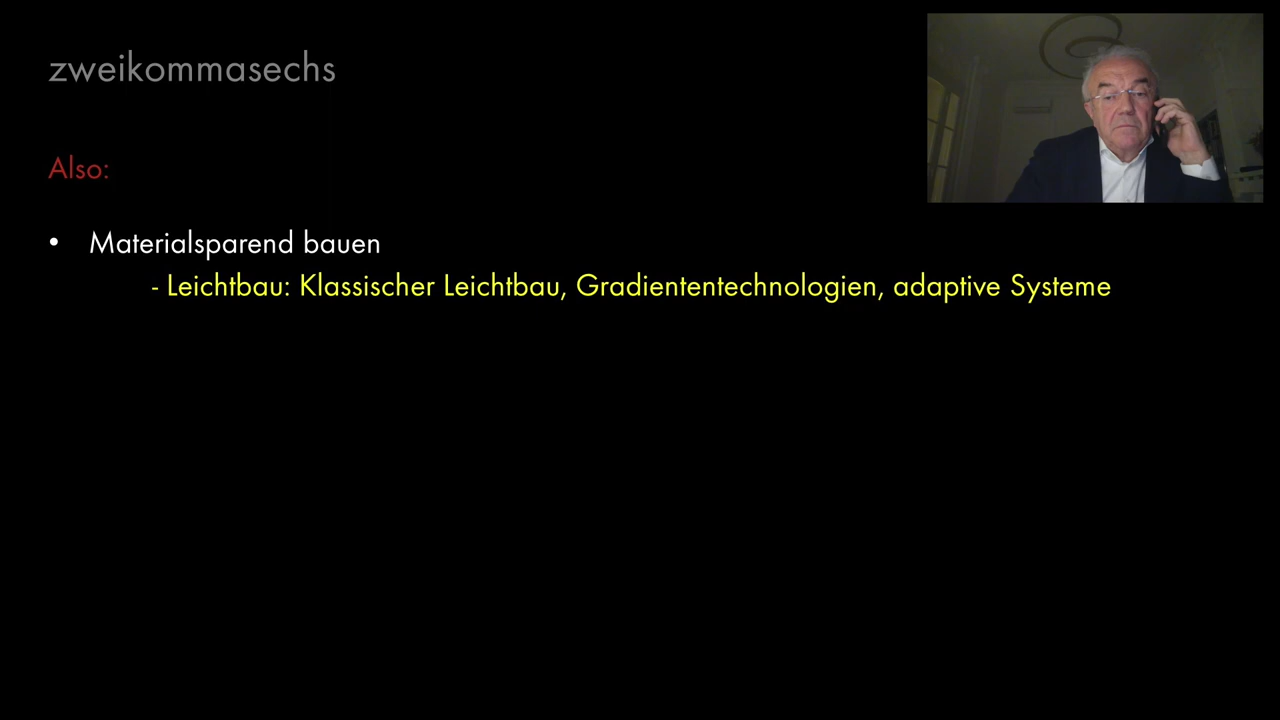 zweikommasechs
Also:
• Materialsparend bauen
- Leichtbau: Klassischer Leichtbau, Gradiententechnologien, adaptive Systeme